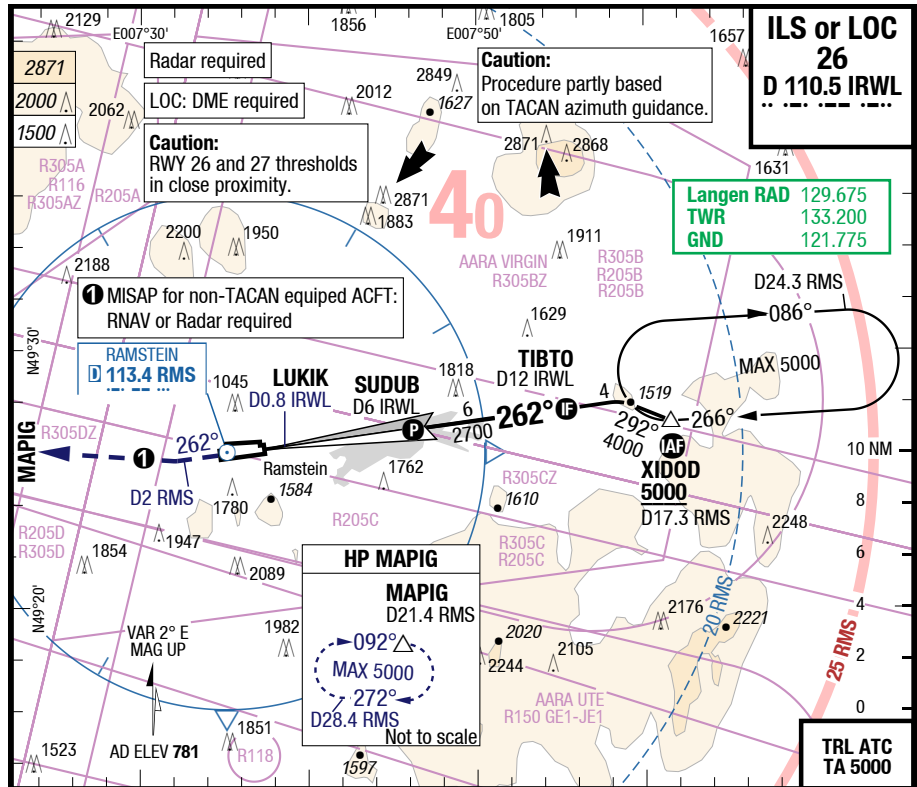 2129
E007°30'
1856
E007°50'
1805
1657
ILS or LOC
26
D 110.5 IRWL
2871
2000
1500
2062
Radar required
LOC: DME required
Caution:
RWY 26 and 27 thresholds
in close proximity.
2012
2849
1627
Caution:
Procedure partly based
on TACAN azimuth guidance.
2871
2868
1631
R305A
R116
R305AZ
R205A
2871
1883
40
Langen RAD 129.675
TWR 133.200
GND 121.775
2200
1950
1911
2188
AARA VIRGIN
R305BZ
R305B
R205B
R205B
D24.3 RMS
1 MISAP for non-TACAN equiped ACFT:
RNAV or Radar required
1629
086°
N49°30'
RAMSTEIN
D 113.4 RMS
1045
LUKIK
D0.8 IRWL
SUDUB
D6 IRWL
1818
TIBTO
D12 IRWL
4
1519
MAX 5000
MAPIG
R305DZ
1
262°
P
6
2700
262°
IF
292°
4000
266°
IAF
XIDOD
5000
D17.3 RMS
10 NM
D2 RMS
Ramstein
1584
1780
1762
R305CZ
1610
8
R205D
R305D
1947
R205C
R305C
R205C
2248
1854
2089
6
HP MAPIG
MAPIG
D21.4 RMS
092°
MAX 5000
272°
D28.4 RMS
Not to scale
N49°20'
1982
2020
2244
2105
2176
2221
20 RMS
4
2
25 RMS
0
VAR 2° E
MAG UP
AARA UTE
R150 GE1-JE1
1851
R118
AD ELEV 781
1523
1597
TRL ATC
TA 5000